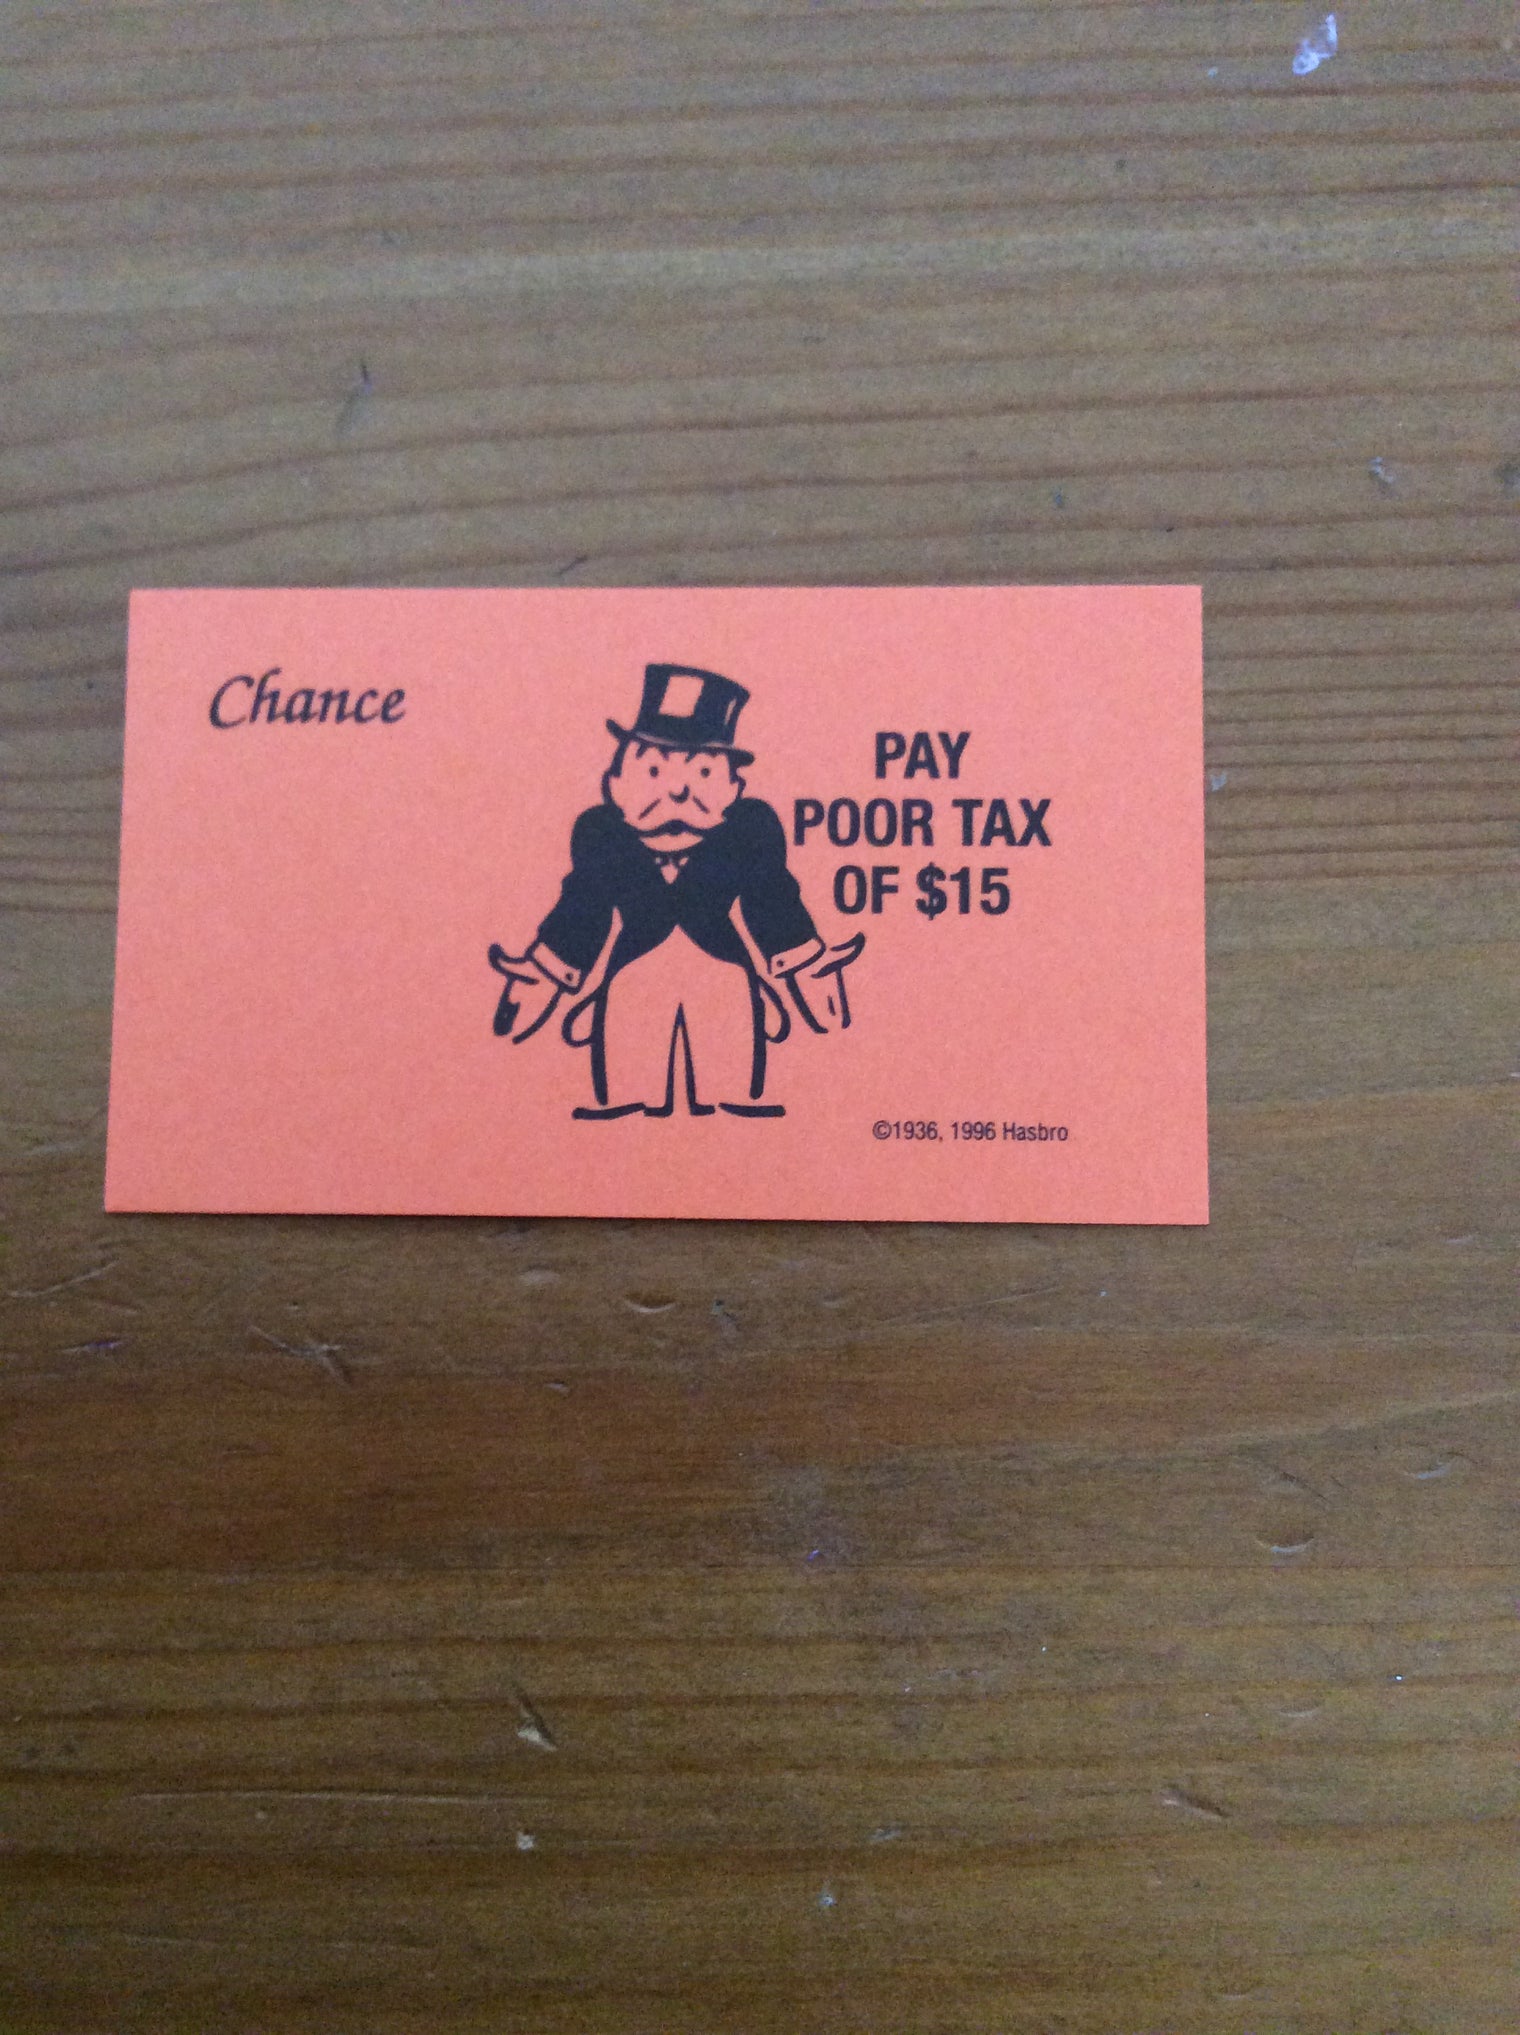 Chance
PAY
POOR TAX
OF $15
©1936, 1996 Hasbro